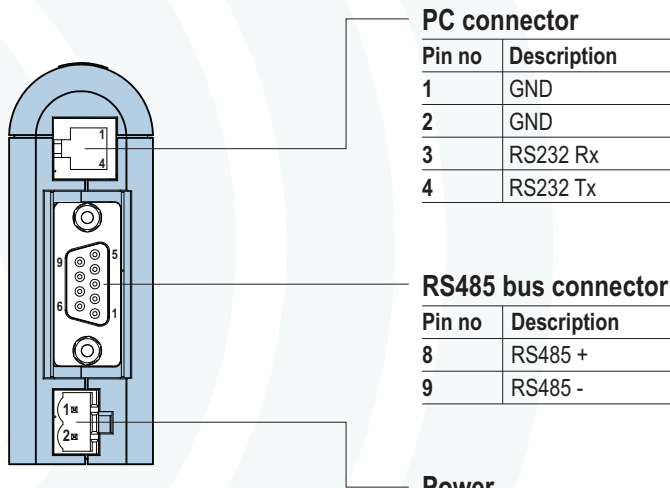 PC connector
Pin no Description
1 GND
2 GND
3 RS232 Rx
4 RS232 Tx
1
4
5
9
6
1
RS485 bus connector
Pin no Description
8 RS485 +
9 RS485 -
1
2
Power